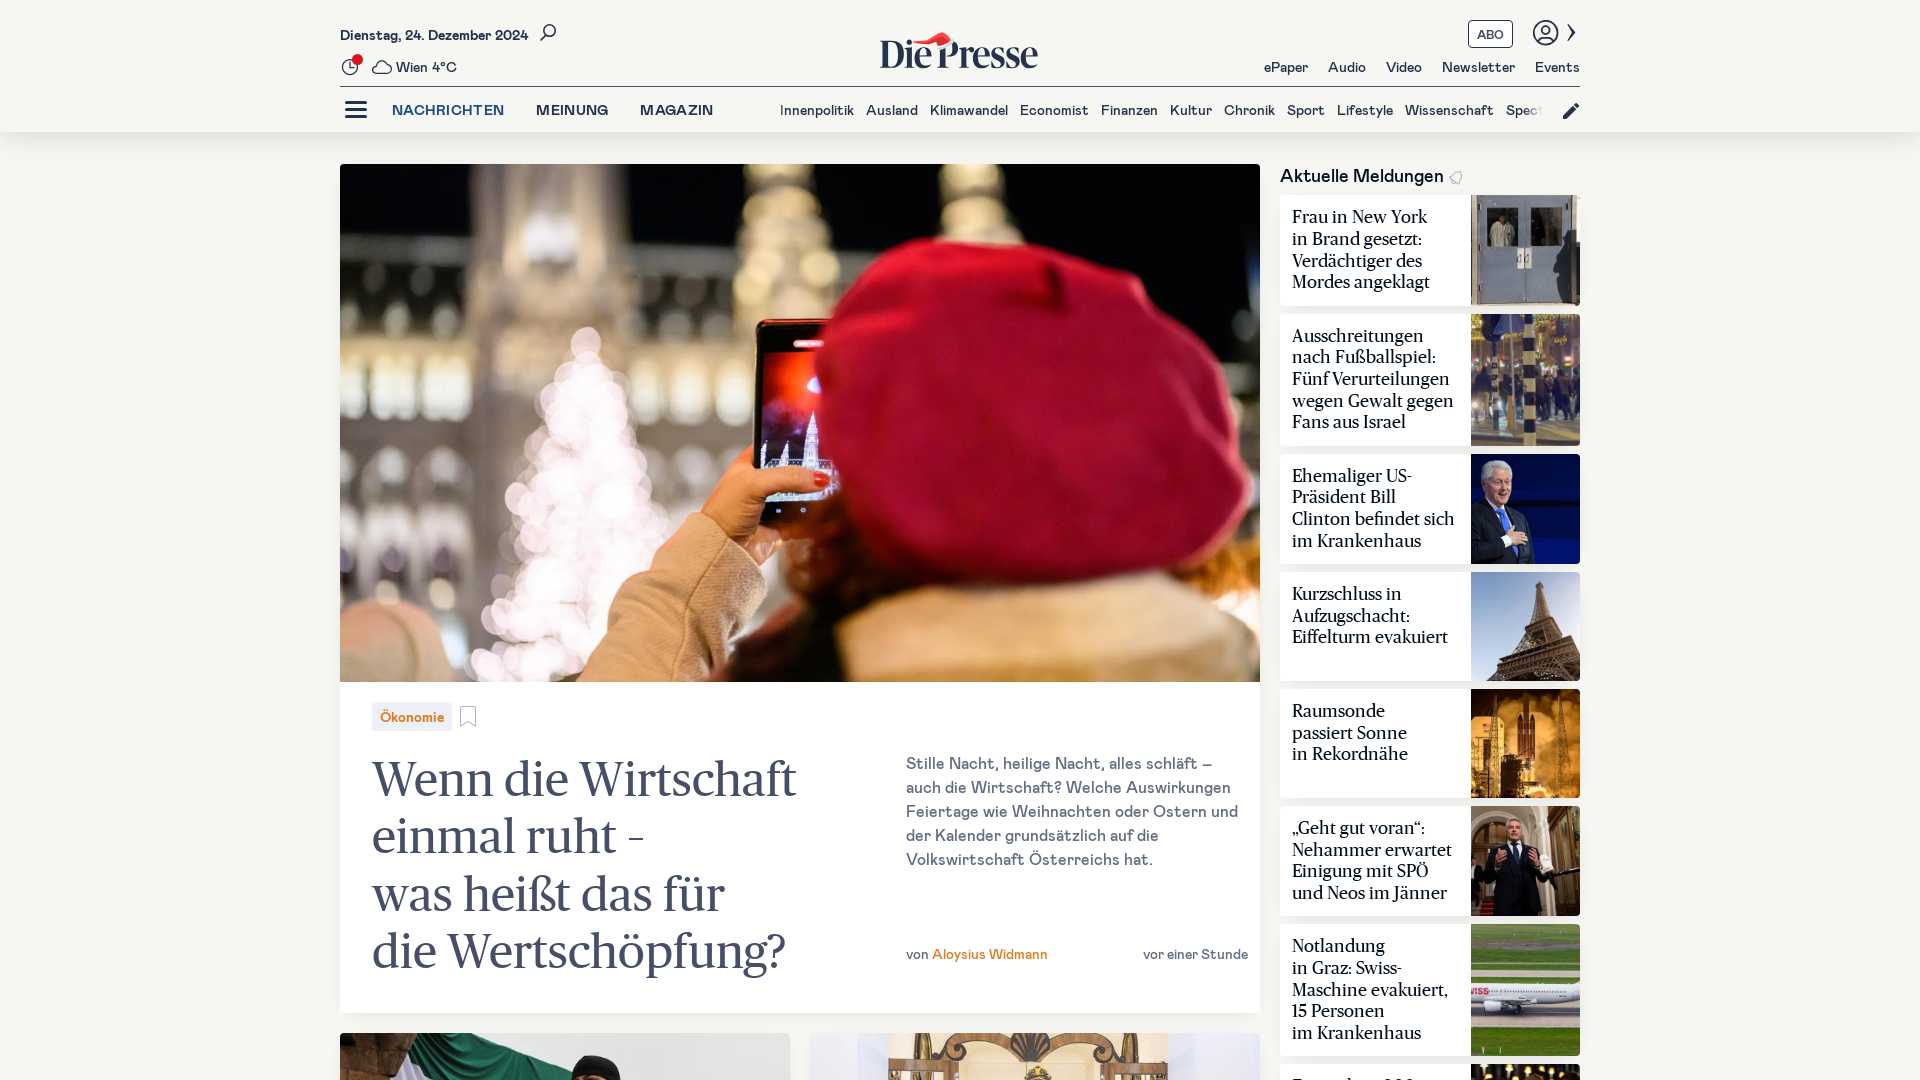 Dienstag, 24. Dezember 2024
Wien 4°C
Die Presse
ABO
ePaper Audio Video Newsletter Events
NACHRICHTEN MEINUNG MAGAZIN
Innenpolitik Ausland Klimawandel Economist Finanzen Kultur Chronik Sport Lifestyle Wissenschaft
Ökonomie
Wenn die Wirtschaft
einmal ruht –
was heißt das für
die Wertschöpfung?
Stille Nacht, heilige Nacht, alles schläft –
auch die Wirtschaft? Welche Auswirkungen
Feiertage wie Weihnachten oder Ostern und
der Kalender grundsätzlich auf die
Volkswirtschaft Österreichs hat.
von Aloysius Widmann
vor einer Stunde
Aktuelle Meldungen
Frau in New York
in Brand gesetzt:
Verdächtiger des
Mordes angeklagt
Ausschreitungen
nach Fußballspiel:
Fünf Verurteilungen
wegen Gewalt gegen
Fans aus Israel
Ehemaliger US-
Präsident Bill
Clinton befindet sich
im Krankenhaus
Kurzschluss in
Aufzugschacht:
Eiffelturm evakuiert
Raumsonde
passiert Sonne
in Rekordnähe
„Geht gut voran“:
Nehammer erwartet
Einigung mit SPÖ
und Neos im Jänner
Notlandung
in Graz: Swiss-
Maschine evakuiert,
15 Personen
im Krankenhaus